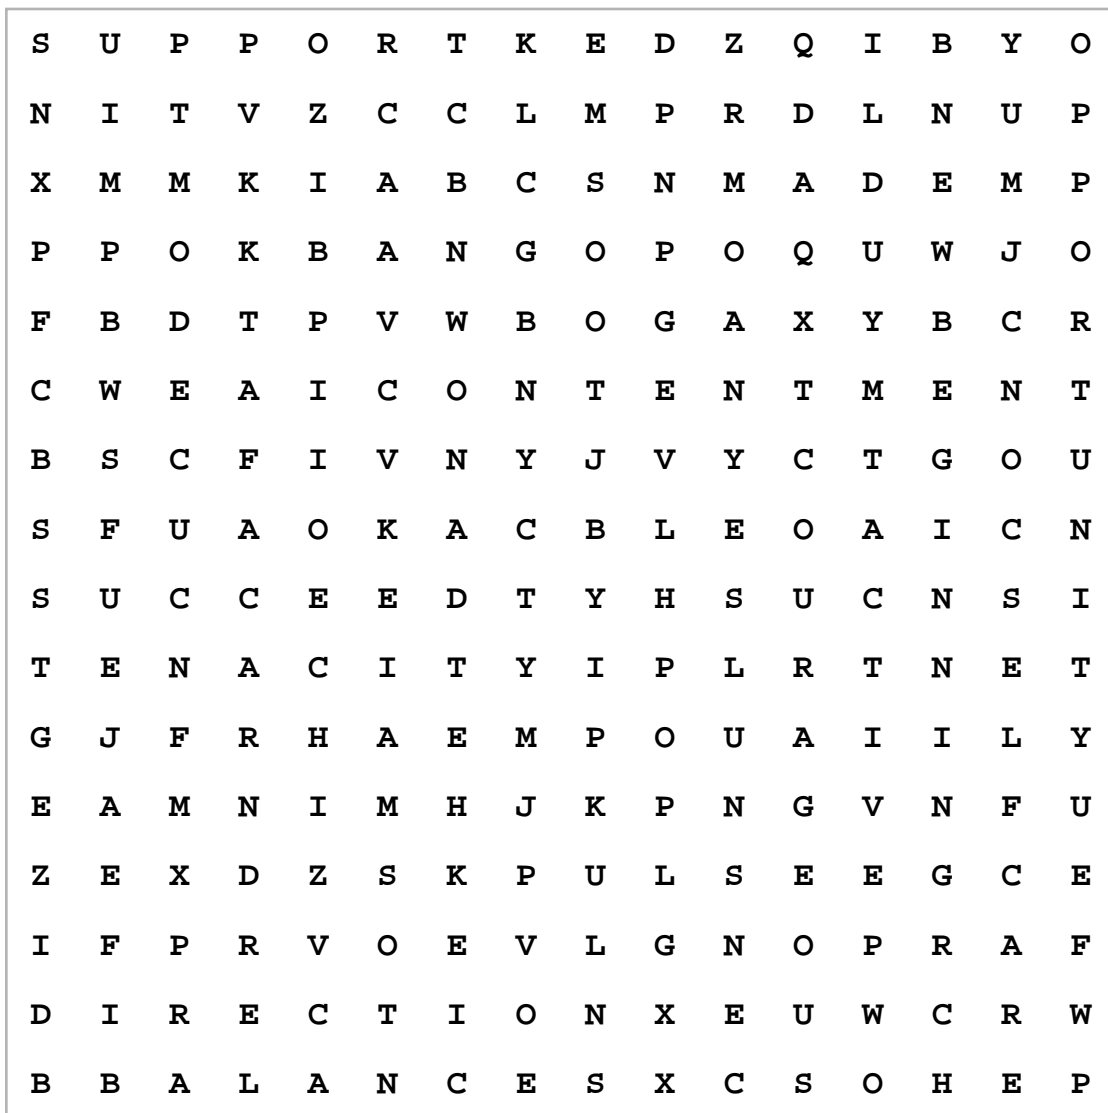 S U P P O R T K E D Z Q I B Y O
N I T V Z C C L M P R D L N U P
X M M K I A B C S N M A D E M P
P P O K B A N G O P O Q U W J O
F B D T P V W B O G A X Y B C R
C W E A I C O N T E N T M E N T
B S C F I V N Y J V Y C T G O U
S F U A O K A C B L E O A I C N
S U C C E E D T Y H S U C N S I
T E N A C I T Y I P L R T N E T
G J F R H A E M P O U A I I L Y
E A M N I M H J K P N G V N F U
Z E X D Z S K P U L S E E G C E
I F P R V O E V L G N O P R A F
D I R E C T I O N X E U W C R W
B B A L A N C E S X C S O H E P